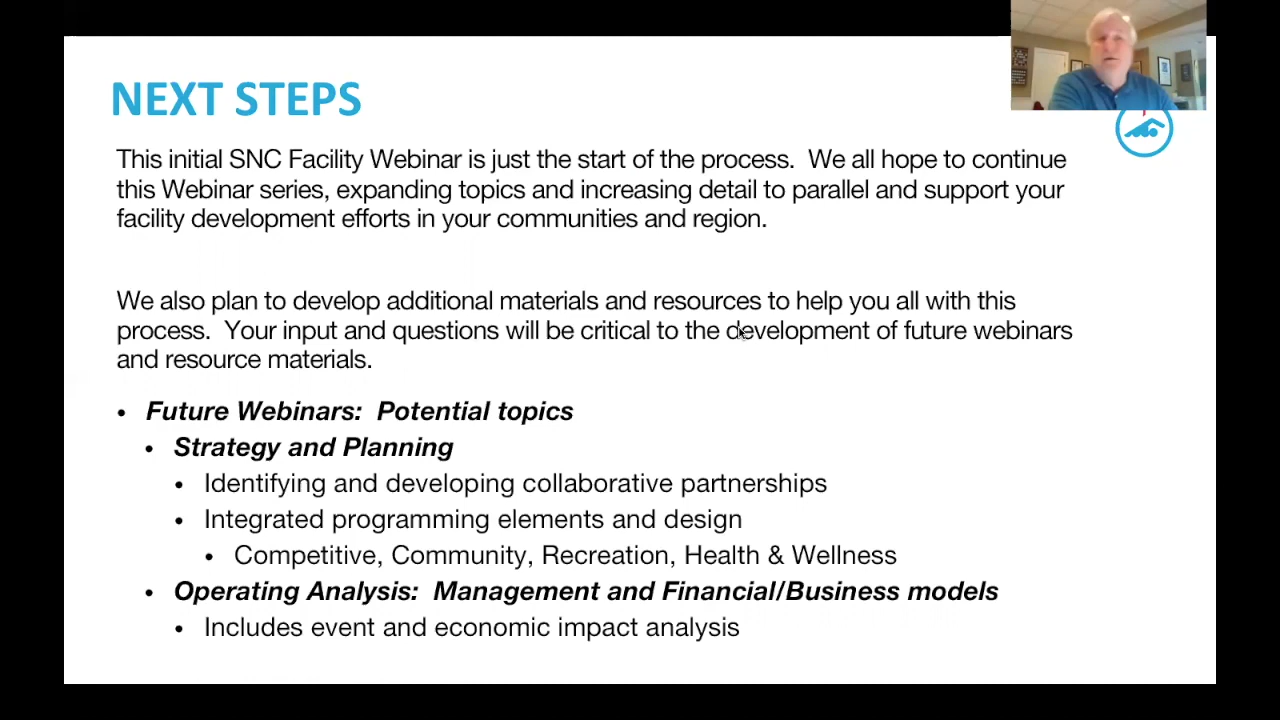 NEXT STEPS
This initial SNC Facility Webinar is just the start of the process.  We all hope to continue
this Webinar series, expanding topics and increasing detail to parallel and support your
facility development efforts in your communities and region.
We also plan to develop additional materials and resources to help you all with this
process.  Your input and questions will be critical to the development of future webinars
and resource materials.
• Future Webinars:  Potential topics
• Strategy and Planning
• Identifying and developing collaborative partnerships
• Integrated programming elements and design
• Competitive, Community, Recreation, Health & Wellness
• Operating Analysis:  Management and Financial/Business models
• Includes event and economic impact analysis